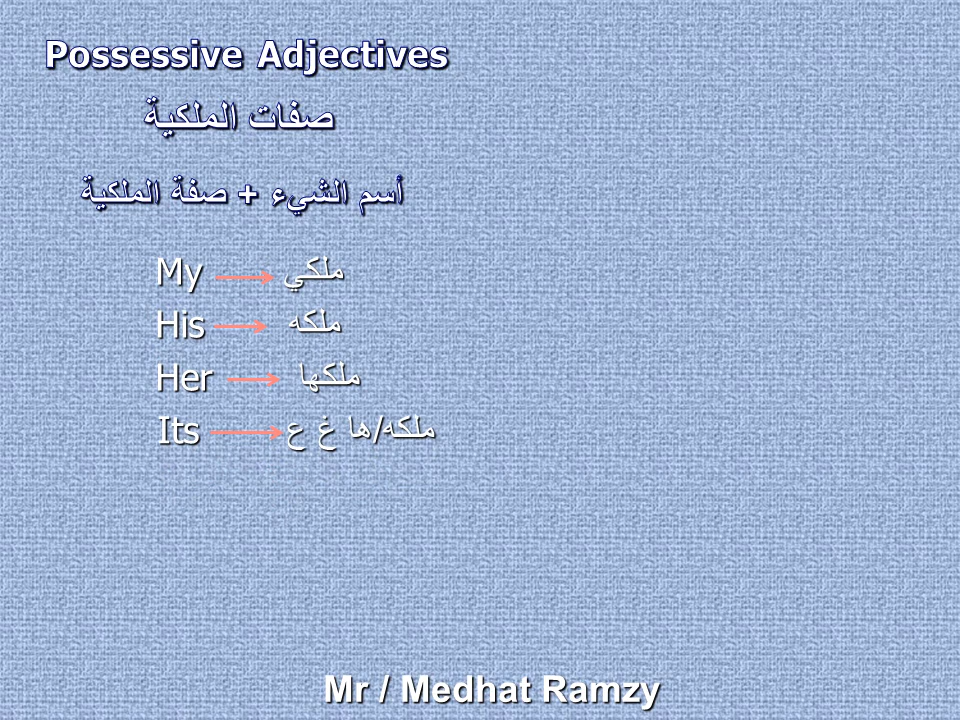 Possessive Adjectives
صفات الملكية
أسم الشيء + صفة الملكية
My ملكي
His ملكه
Her ملكها
Its ملكه/ها غ ع
Mr / Medhat Ramzy